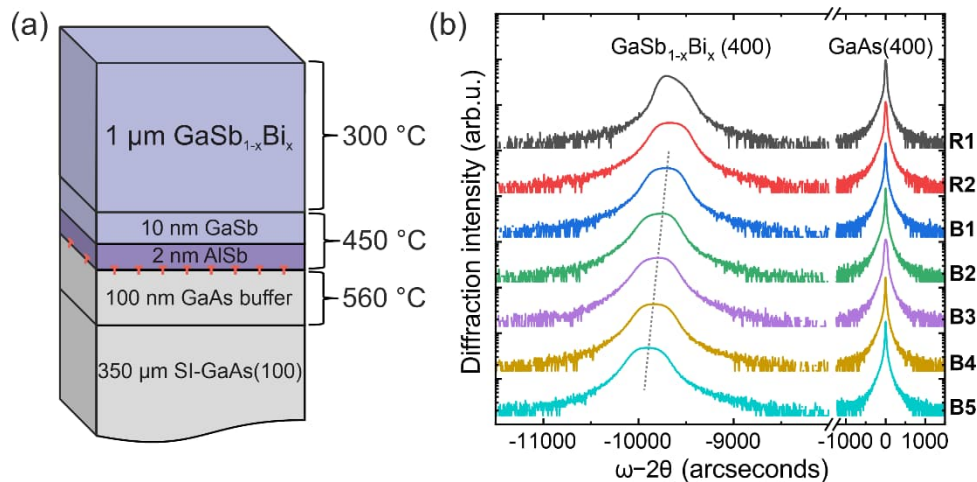 (a)
1 μm GaSb₁₋ₓBiₓ
300 °C
10 nm GaSb
2 nm AlSb
450 °C
100 nm GaAs buffer
560 °C
350 μm SI-GaAs(100)
(b)
GaSb₁₋ₓBiₓ (400)
GaAs(400)
Diffraction intensity (arb.u.)
R1
R2
B1
B2
B3
B4
B5
-11000 -10000 -9000 -1000 0 1000
ω−2θ (arcseconds)